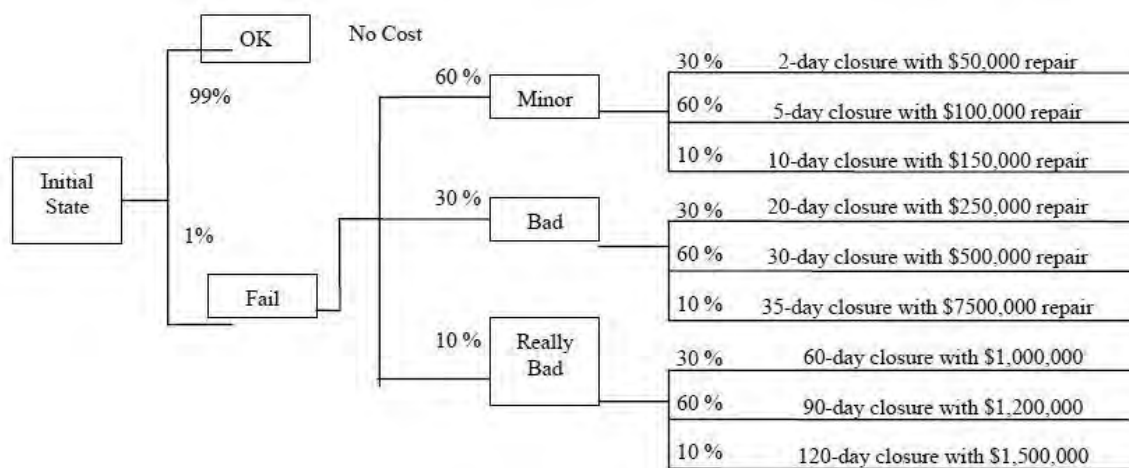 OK
No Cost
99%
Initial
State
1%
Fail
60 %
Minor
30 %
2-day closure with $50,000 repair
60 %
5-day closure with $100,000 repair
10 %
10-day closure with $150,000 repair
30 %
Bad
30 %
20-day closure with $250,000 repair
60 %
30-day closure with $500,000 repair
10 %
35-day closure with $7500,000 repair
10 %
Really
Bad
30 %
60-day closure with $1,000,000
60 %
90-day closure with $1,200,000
10 %
120-day closure with $1,500,000